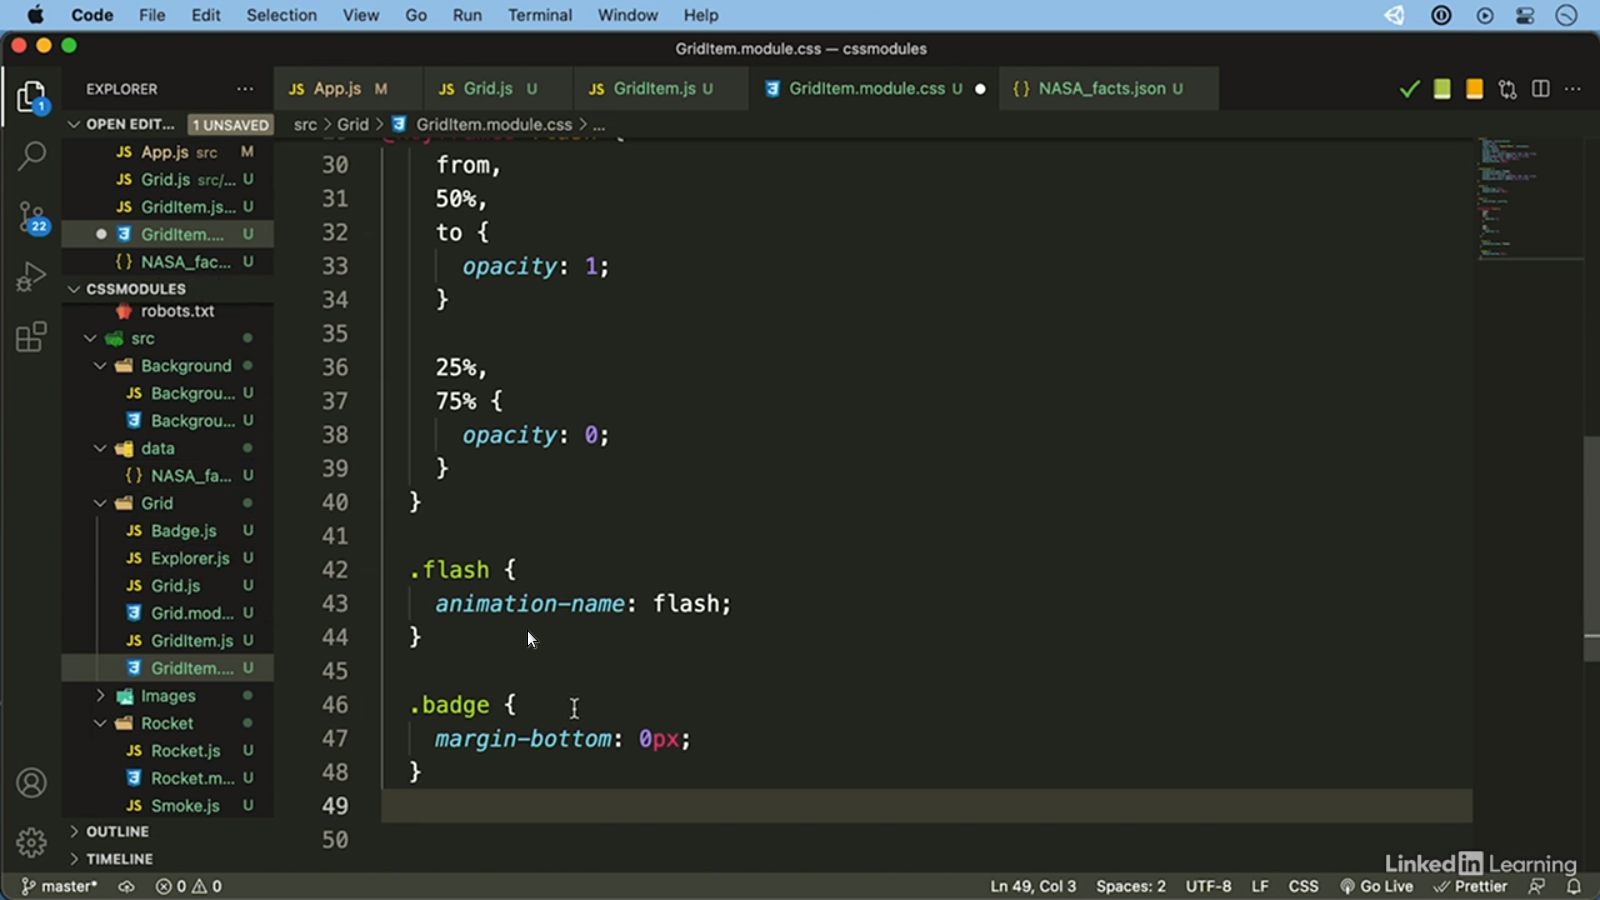 Code File Edit Selection View Go Run Terminal Window Help
GridItem.module.css — cssmodules
EXPLORER ...
JS App.js M
JS Grid.js U
JS GridItem.js U
GridItem.module.css U
{} NASA_facts.json U
1
OPEN EDIT... 1 UNSAVED
src > Grid > GridItem.module.css > ...
JS App.js src M
JS Grid.js src/... U
JS GridItem.js... U
GridItem.... U
{} NASA_fac... U
22
CSSMODULES
robots.txt
src
Background
JS Backgrou... U
Backgrou... U
data
{} NASA_fa... U
Grid
JS Badge.js U
JS Explorer.js U
JS Grid.js U
Grid.mod... U
JS GridItem.js U
GridItem.... U
Images
Rocket
JS Rocket.js U
Rocket.m... U
JS Smoke.js U
OUTLINE
TIMELINE
30 from,
31 50%,
32 to {
33 opacity: 1;
34 }
35
36 25%,
37 75% {
38 opacity: 0;
39 }
40 }
41
42 .flash {
43 animation-name: flash;
44 }
45
46 .badge {
47 margin-bottom: 0px;
48 }
49
50
LinkedIn Learning
master* 0 0 Ln 49, Col 3 Spaces: 2 UTF-8 LF CSS Go Live Prettier